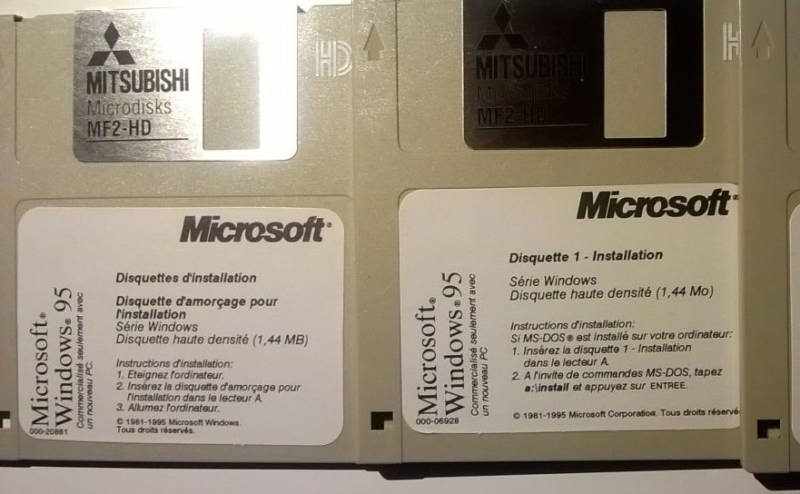 MITSUBISHI
Microdisks
MF2-HD
HD
Microsoft®
Disquettes d'installation
Disquette d'amorçage pour
l'installation
Série Windows
Disquette haute densité (1,44 MB)
Instructions d'installation:
1. Eteignez l'ordinateur.
2. Insérez la disquette d'amorçage pour
l'installation dans le lecteur A.
3. Allumez l'ordinateur.
© 1981-1995 Microsoft Windows.
Tous droits réservés.
Microsoft®
Windows® 95
Commercialisé seulement avec
un nouveau PC.
000-20881
MITSUBISHI
Microdisks
MF2-HD
Microsoft®
Disquette 1 - Installation
Série Windows
Disquette haute densité (1,44 Mo)
Instructions d'installation:
Si MS-DOS® est installé sur votre ordinateur:
1. Insérez la disquette 1 - Installation
dans le lecteur A.
2. A l'invite de commandes MS-DOS, tapez
a:\install et appuyez sur ENTREE.
© 1981-1995 Microsoft Corporation. Tous droits
Microsoft®
Windows® 95
Commercialisé seulement avec
un nouveau PC
000-06928